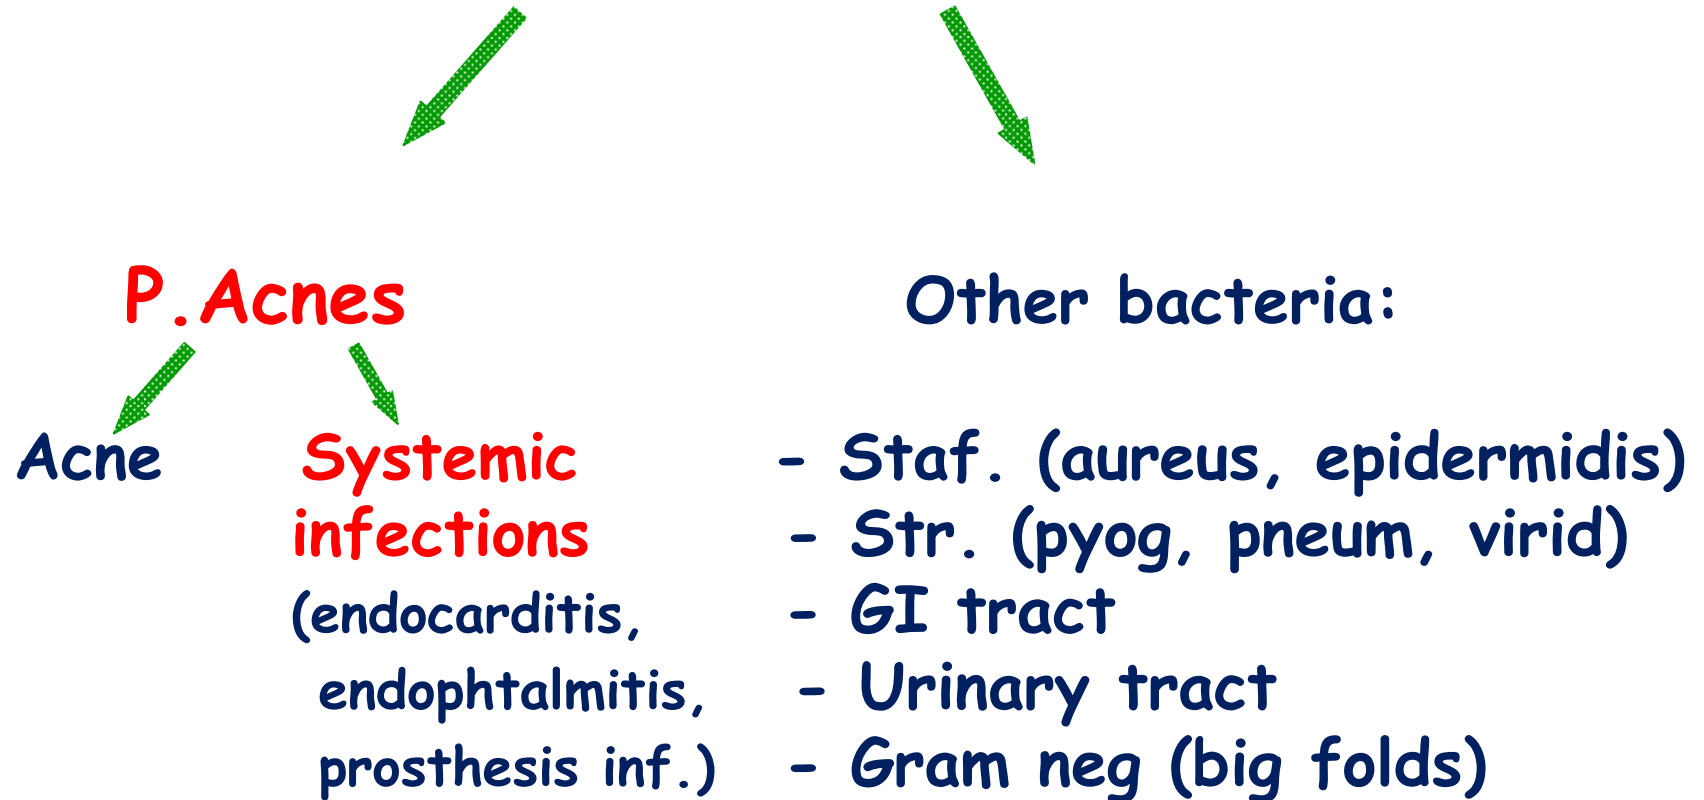 P.Acnes
Acne
Systemic
infections
(endocarditis,
endophtalmitis,
prosthesis inf.)
Other bacteria:
- Staf. (aureus, epidermidis)
- Str. (pyog, pneum, virid)
- GI tract
- Urinary tract
- Gram neg (big folds)